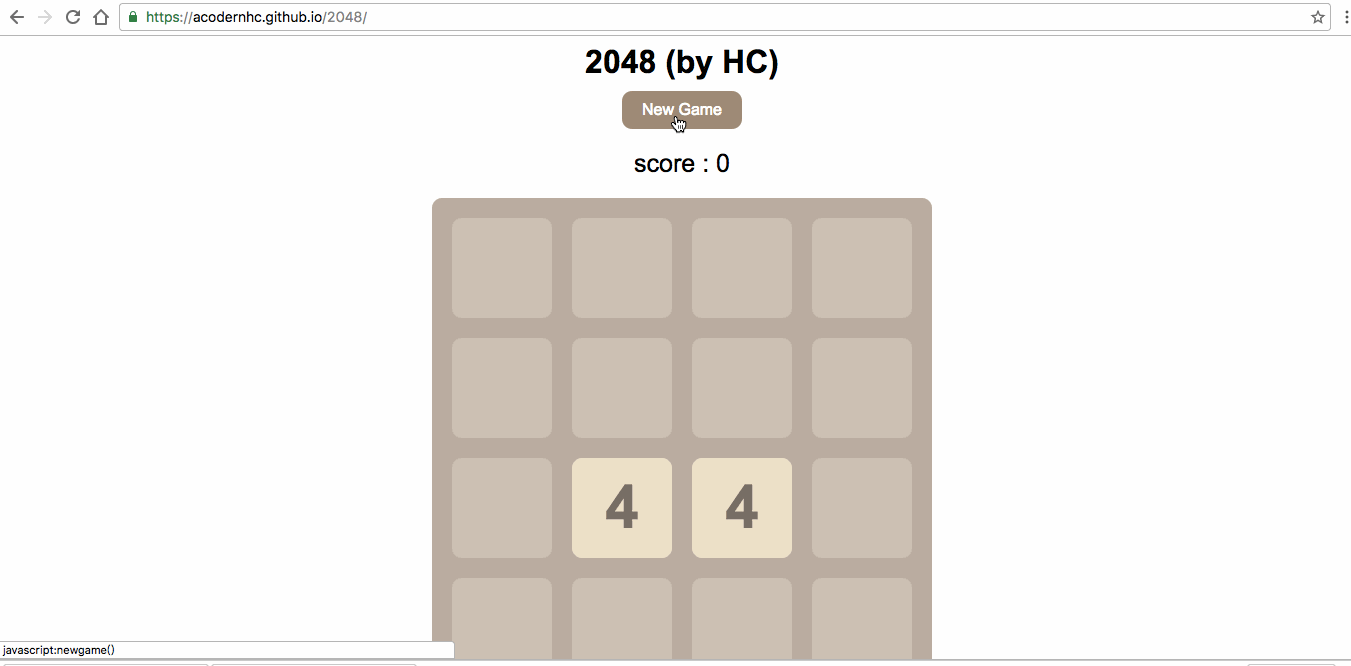 https://acodernhc.github.io/2048/
2048 (by HC)
New Game
score : 0
4 4
javascript:newgame()